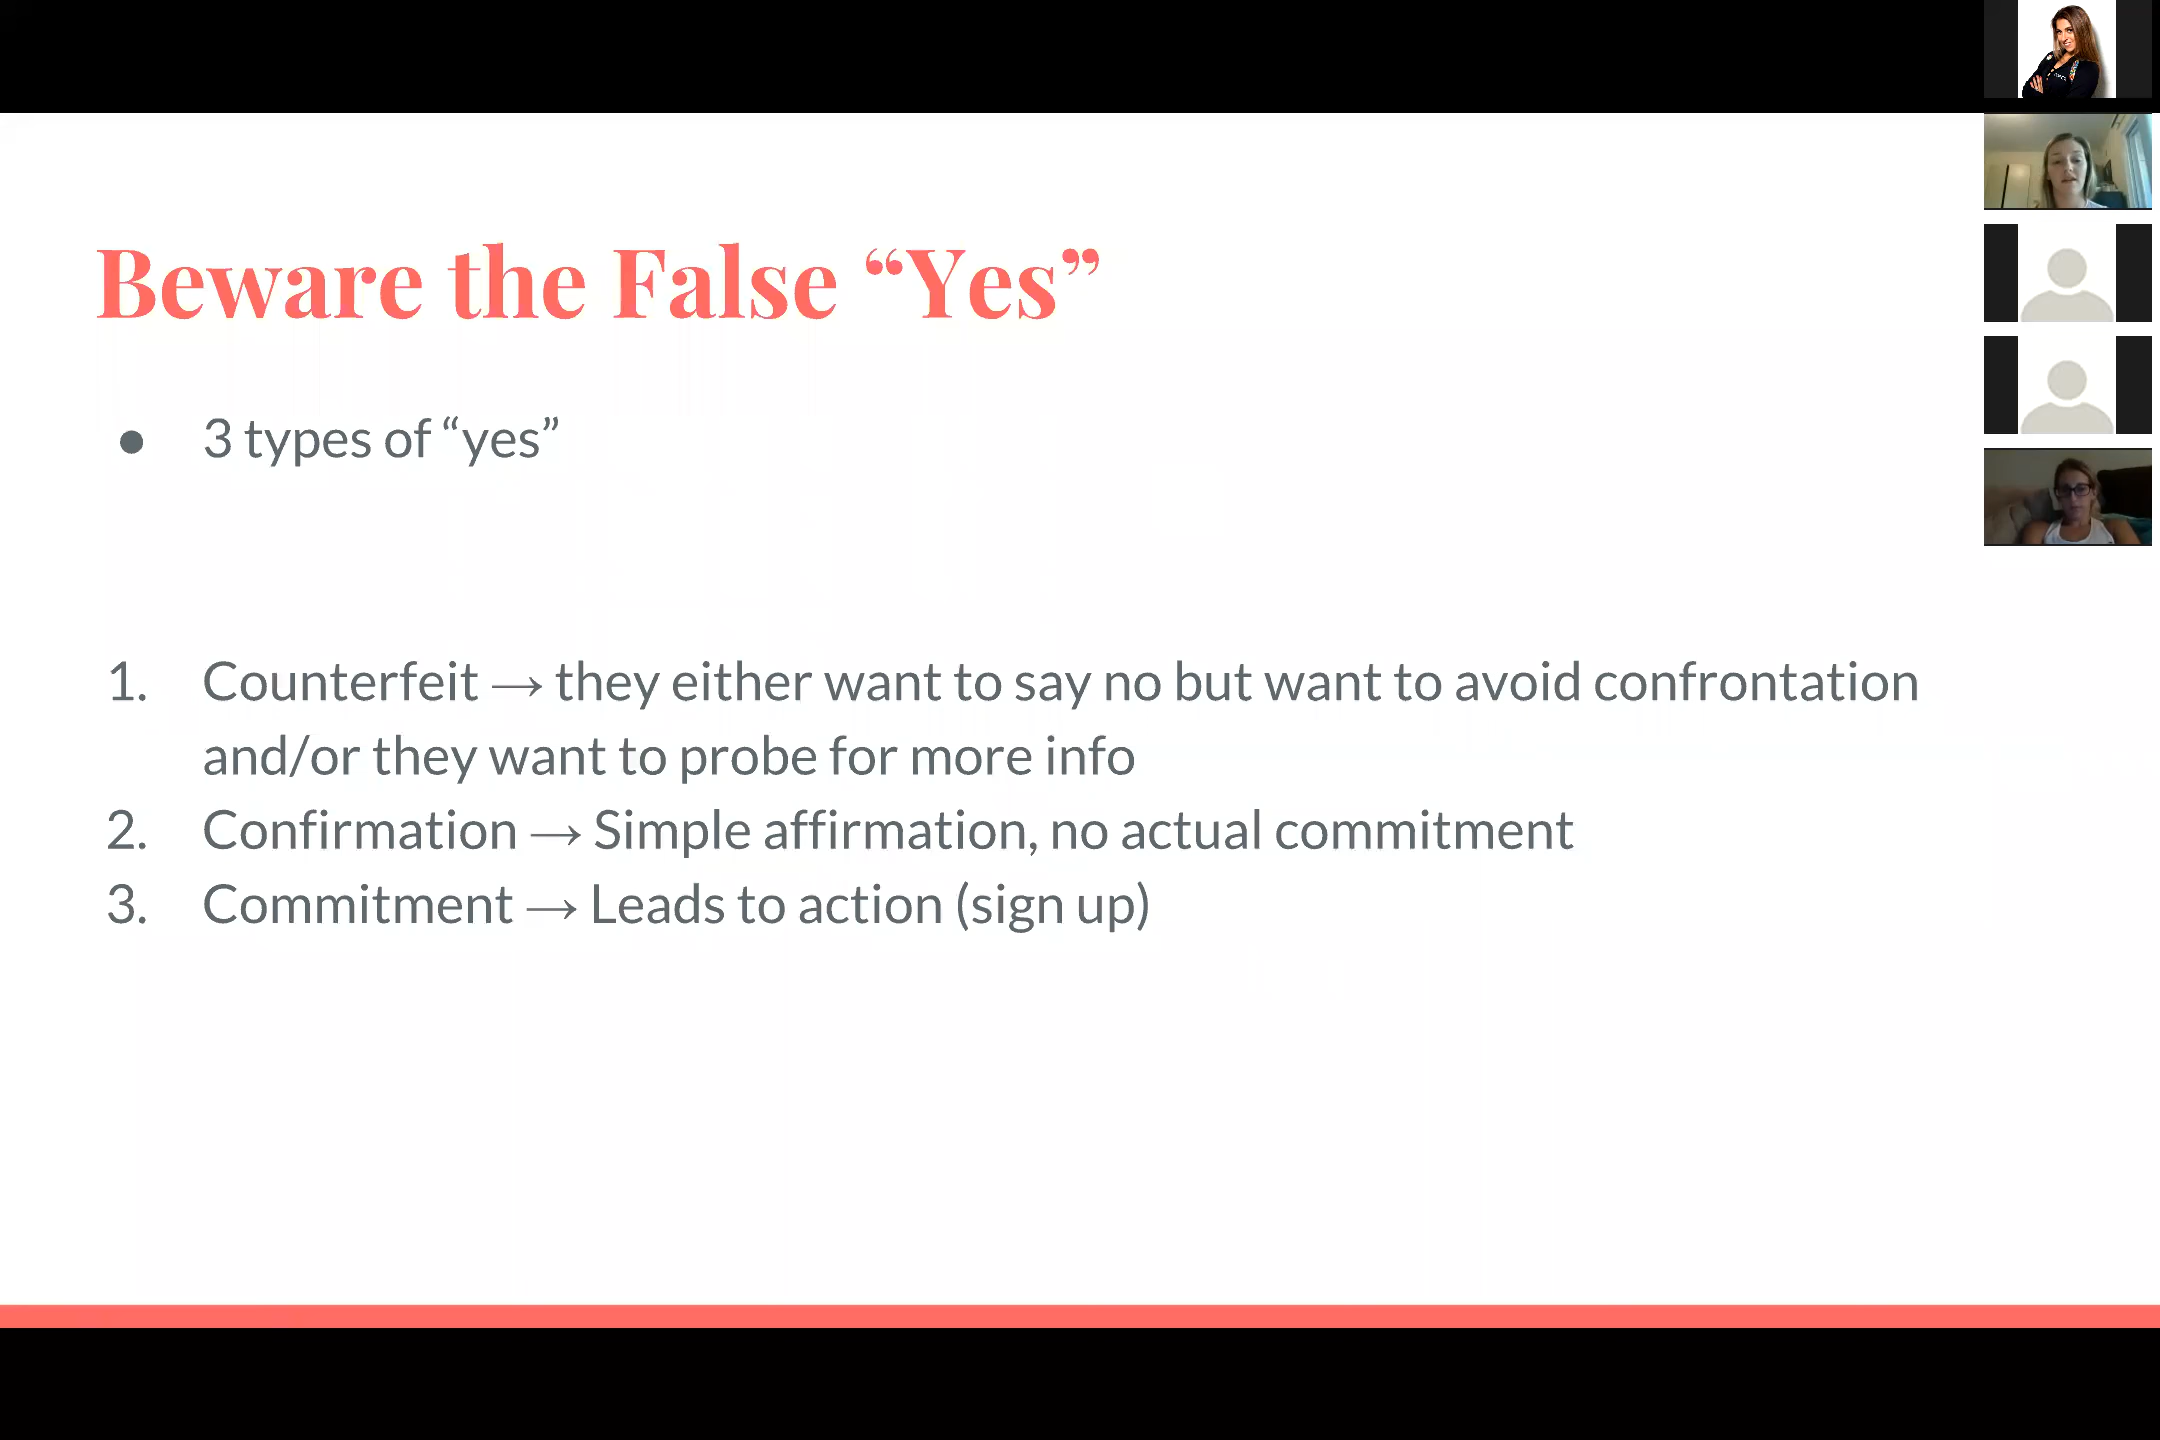 Beware the False “Yes”
● 3 types of “yes”
1. Counterfeit → they either want to say no but want to avoid confrontation
and/or they want to probe for more info
2. Confirmation → Simple affirmation, no actual commitment
3. Commitment → Leads to action (sign up)